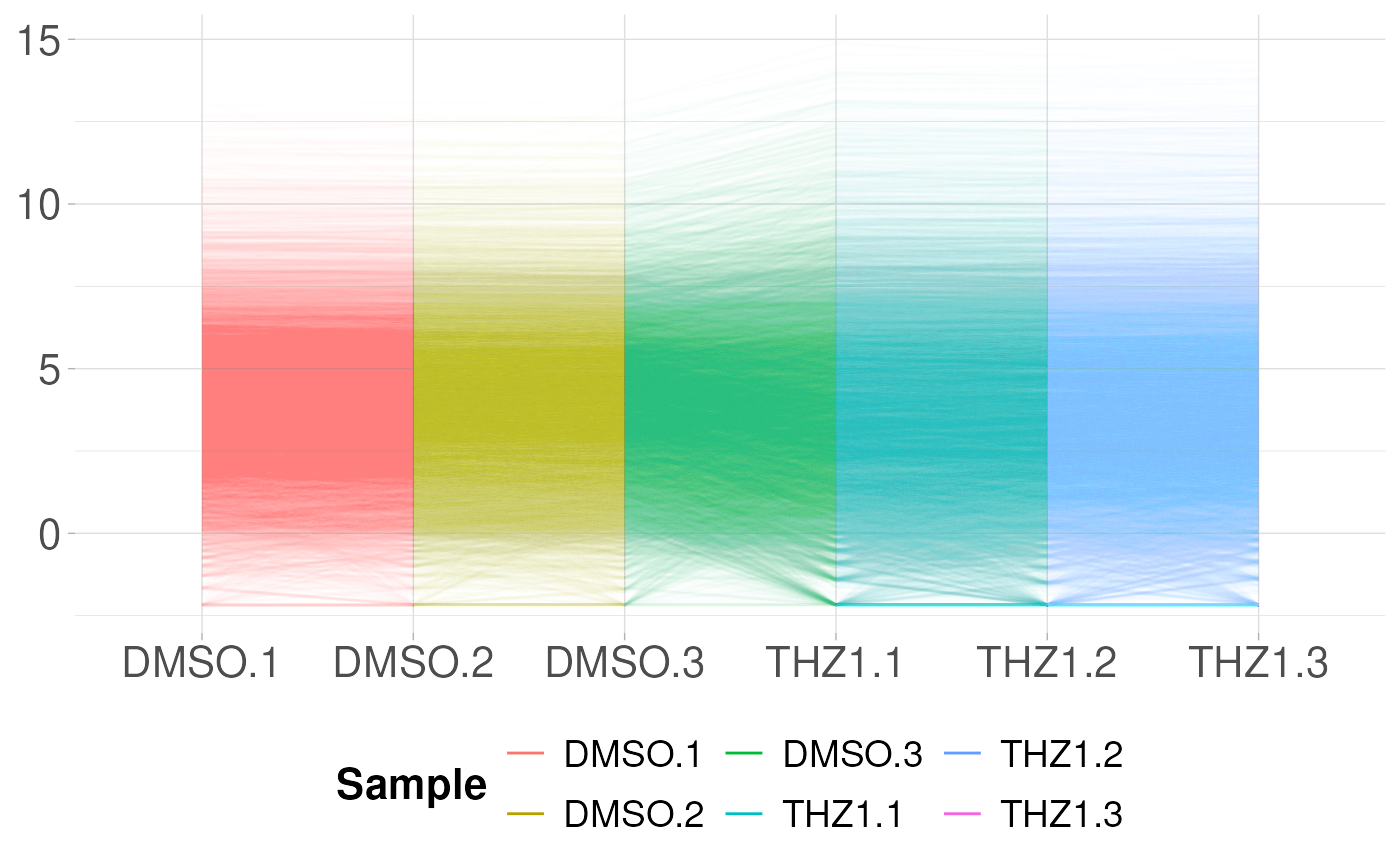 15
10
5
0
DMSO.1 DMSO.2 DMSO.3 THZ1.1 THZ1.2 THZ1.3
Sample
DMSO.1 DMSO.3 THZ1.2
DMSO.2 THZ1.1 THZ1.3